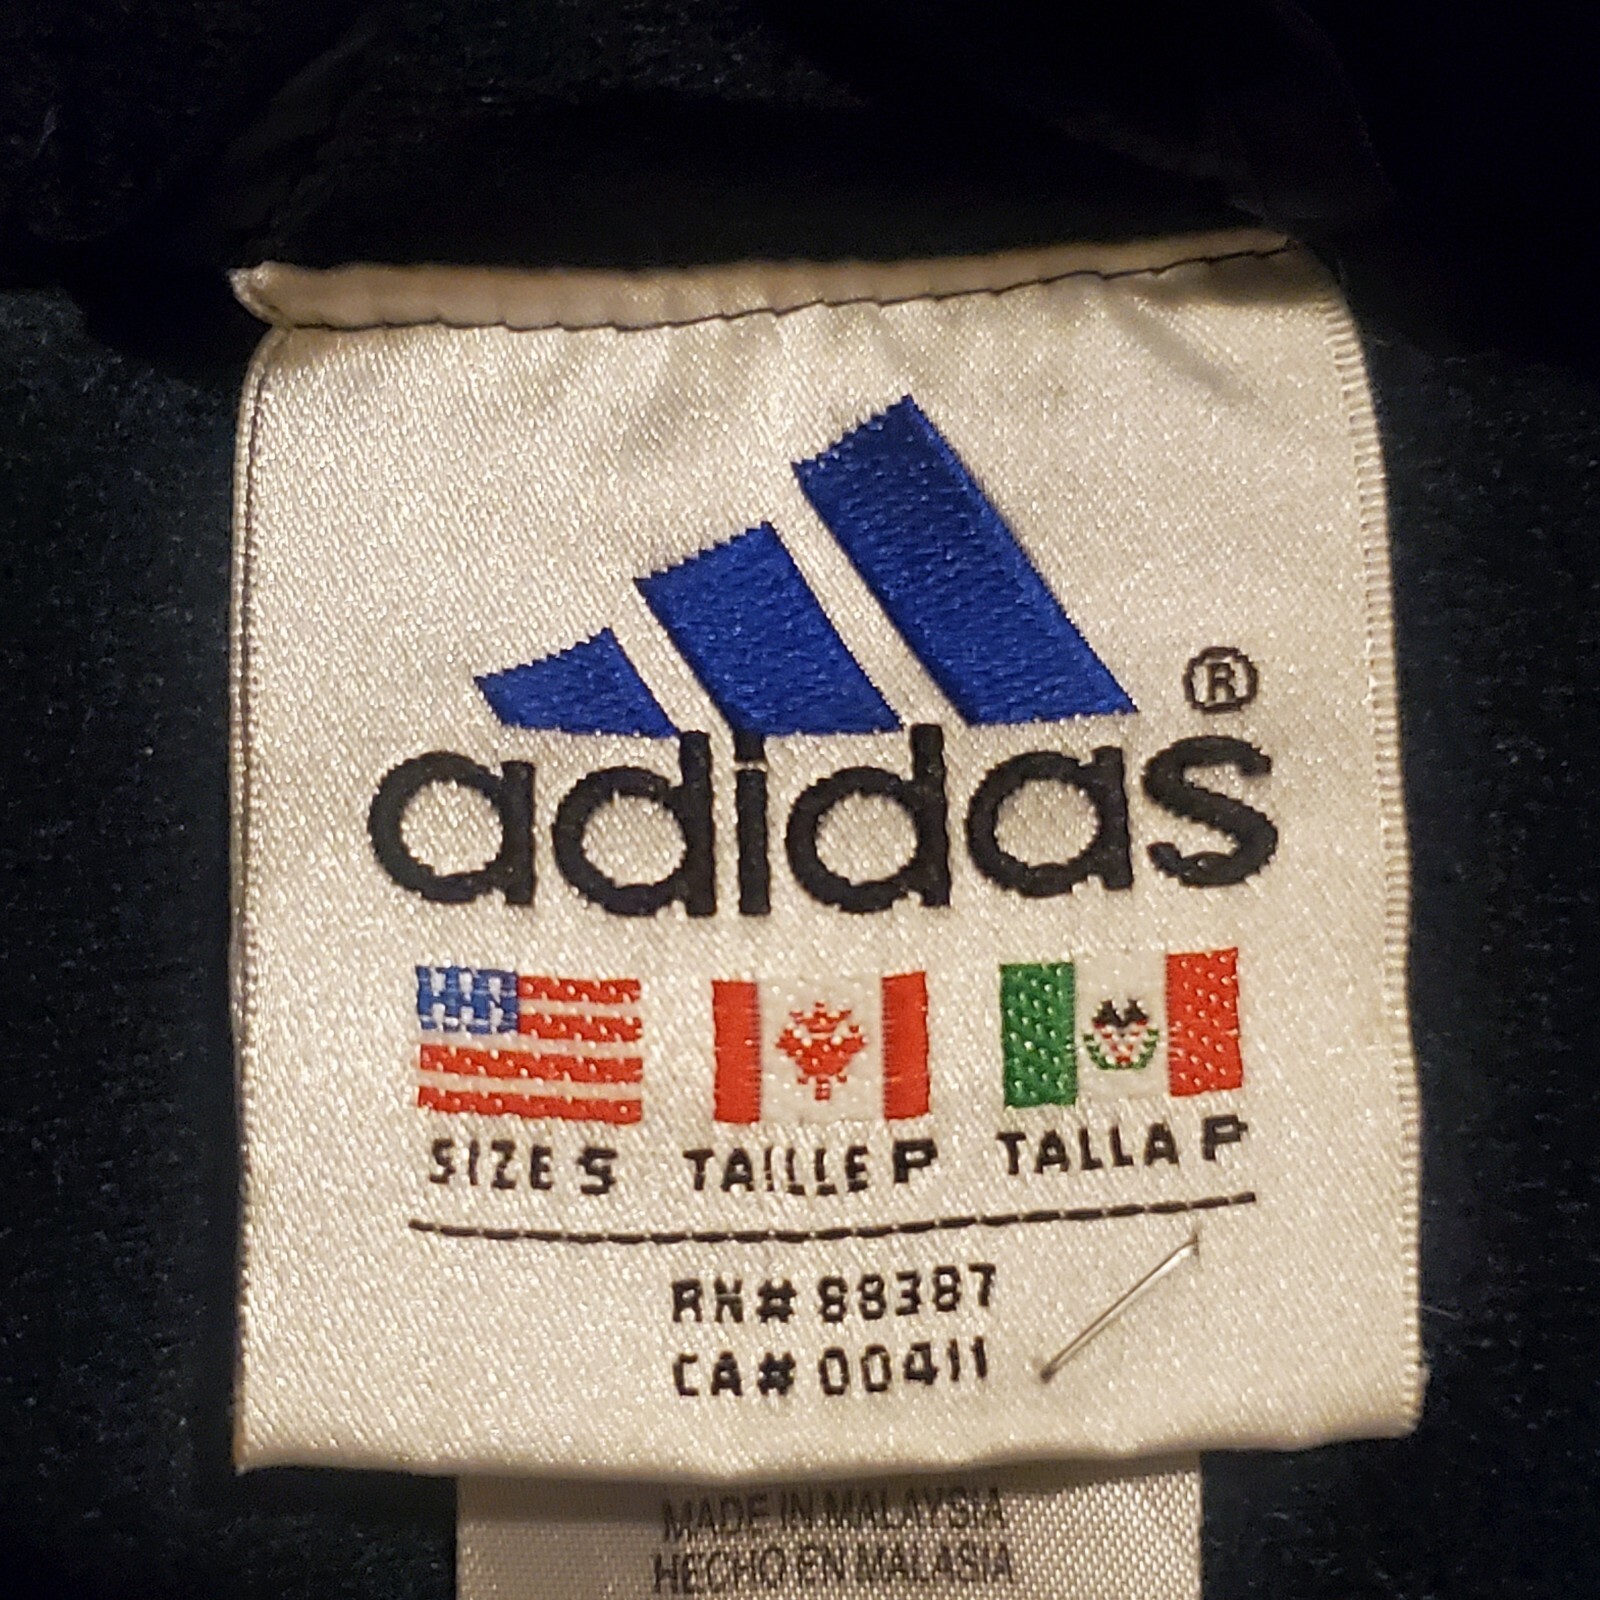 adidas®
SIZE S TAILLE P TALLA P
RN# 88387
CA# 00411
MADE IN MALAYSIA
HECHO EN MALASIA